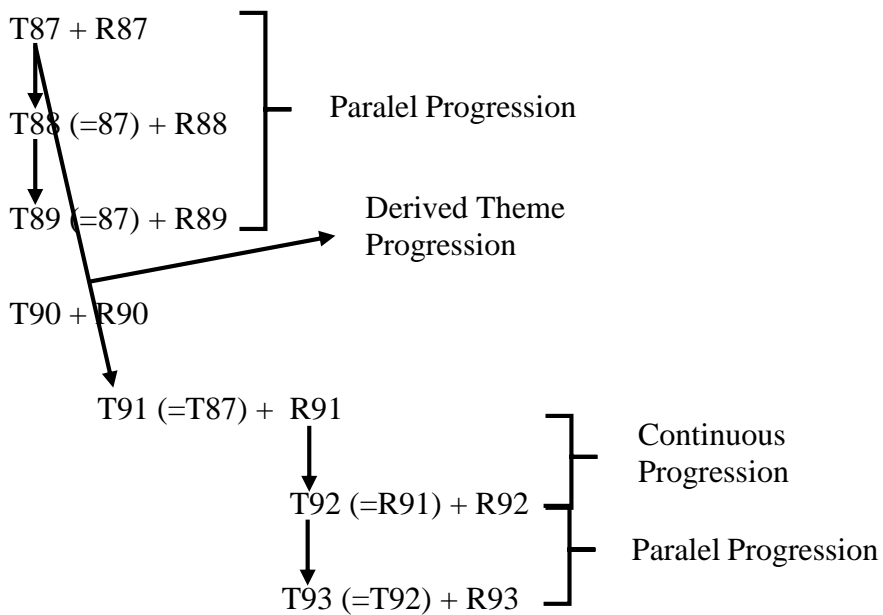 T87 + R87
Paralel Progression
T88 (=87) + R88
T89 (=87) + R89
Derived Theme
Progression
T90 + R90
T91 (=T87) + R91
Continuous
Progression
T92 (=R91) + R92
Paralel Progression
T93 (=T92) + R93